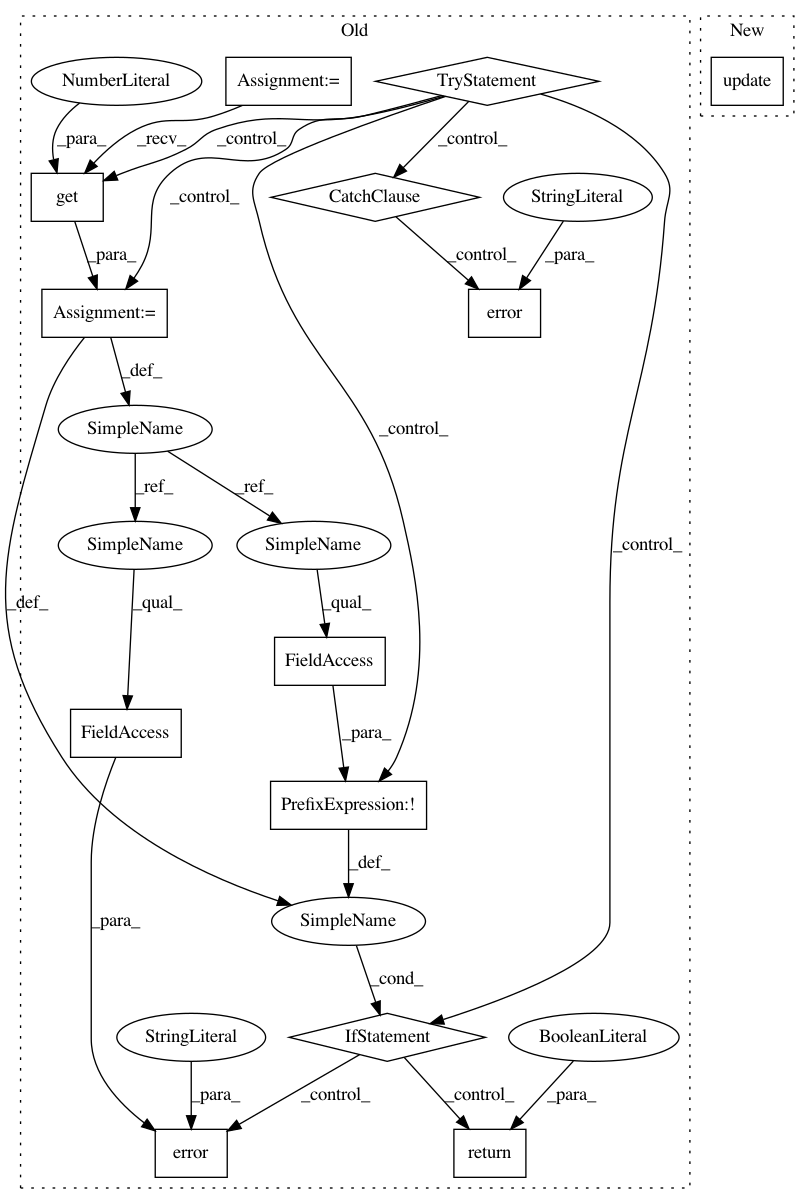 Old
New
NumberLiteral
Assignment:=
TryStatement
update
_para_
_recv_
_control_
_control_
get
_control_
CatchClause
StringLiteral
_para_
_control_
_para_
Assignment:=
error
_def_
SimpleName
_control_
_ref_
_ref_
SimpleName
SimpleName
_control_
_def_
_qual_
_qual_
FieldAccess
FieldAccess
_para_
PrefixExpression:!
_def_
_para_
SimpleName
_cond_
StringLiteral
IfStatement
BooleanLiteral
_para_
_control_
_control_
_para_
error
return